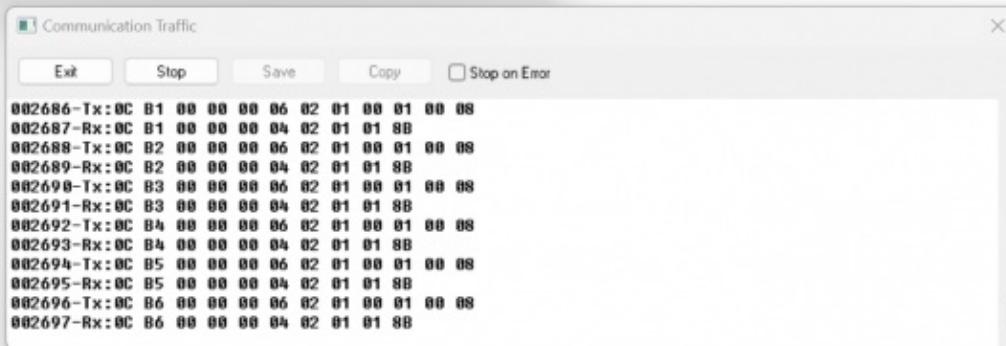 Communication Traffic
Exit Stop Save Copy Stop on Error
002686-Tx:0C B1 00 00 00 06 02 01 00 01 00 08
002687-Rx:0C B1 00 00 00 04 02 01 01 8B
002688-Tx:0C B2 00 00 00 06 02 01 00 01 00 08
002689-Rx:0C B2 00 00 00 04 02 01 01 8B
002690-Tx:0C B3 00 00 00 06 02 01 00 01 00 08
002691-Rx:0C B3 00 00 00 04 02 01 01 8B
002692-Tx:0C B4 00 00 00 06 02 01 00 01 00 08
002693-Rx:0C B4 00 00 00 04 02 01 01 8B
002694-Tx:0C B5 00 00 00 06 02 01 00 01 00 08
002695-Rx:0C B5 00 00 00 04 02 01 01 8B
002696-Tx:0C B6 00 00 00 06 02 01 00 01 00 08
002697-Rx:0C B6 00 00 00 04 02 01 01 8B